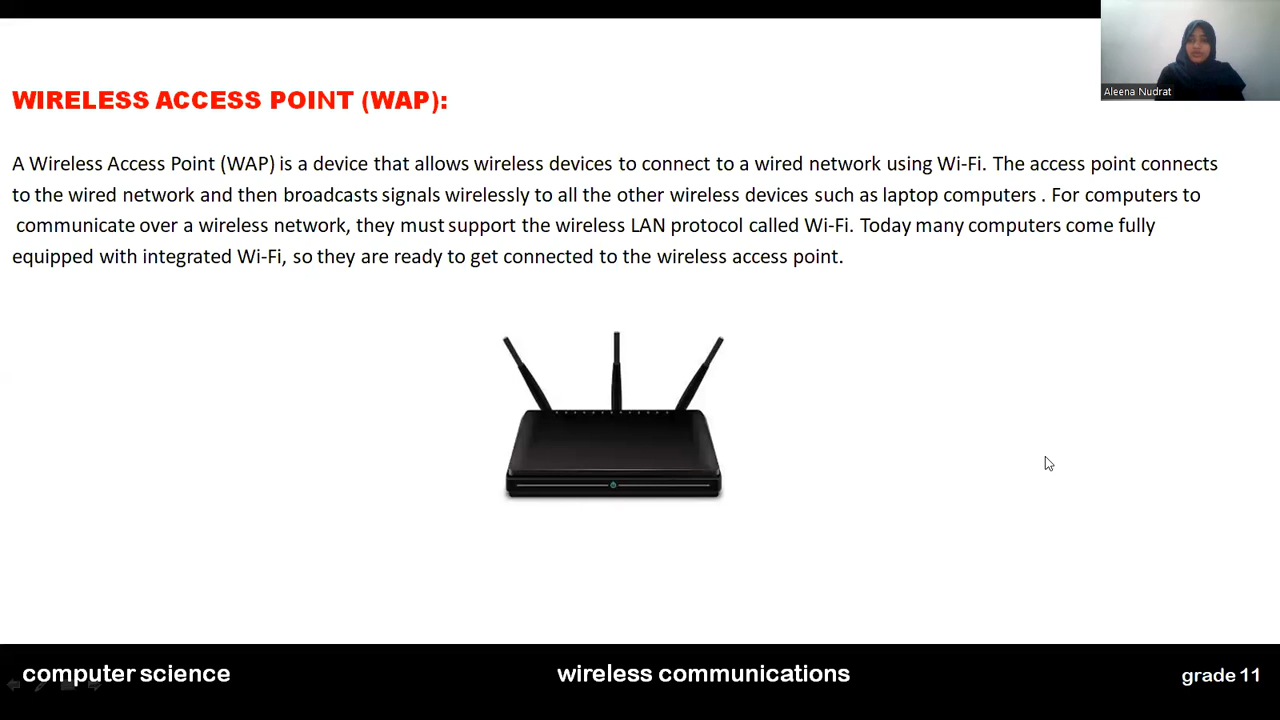 Aleena Nudrat
WIRELESS ACCESS POINT (WAP):
A Wireless Access Point (WAP) is a device that allows wireless devices to connect to a wired network using Wi-Fi. The access point connects
to the wired network and then broadcasts signals wirelessly to all the other wireless devices such as laptop computers . For computers to
communicate over a wireless network, they must support the wireless LAN protocol called Wi-Fi. Today many computers come fully
equipped with integrated Wi-Fi, so they are ready to get connected to the wireless access point.
computer science
wireless communications
grade 11